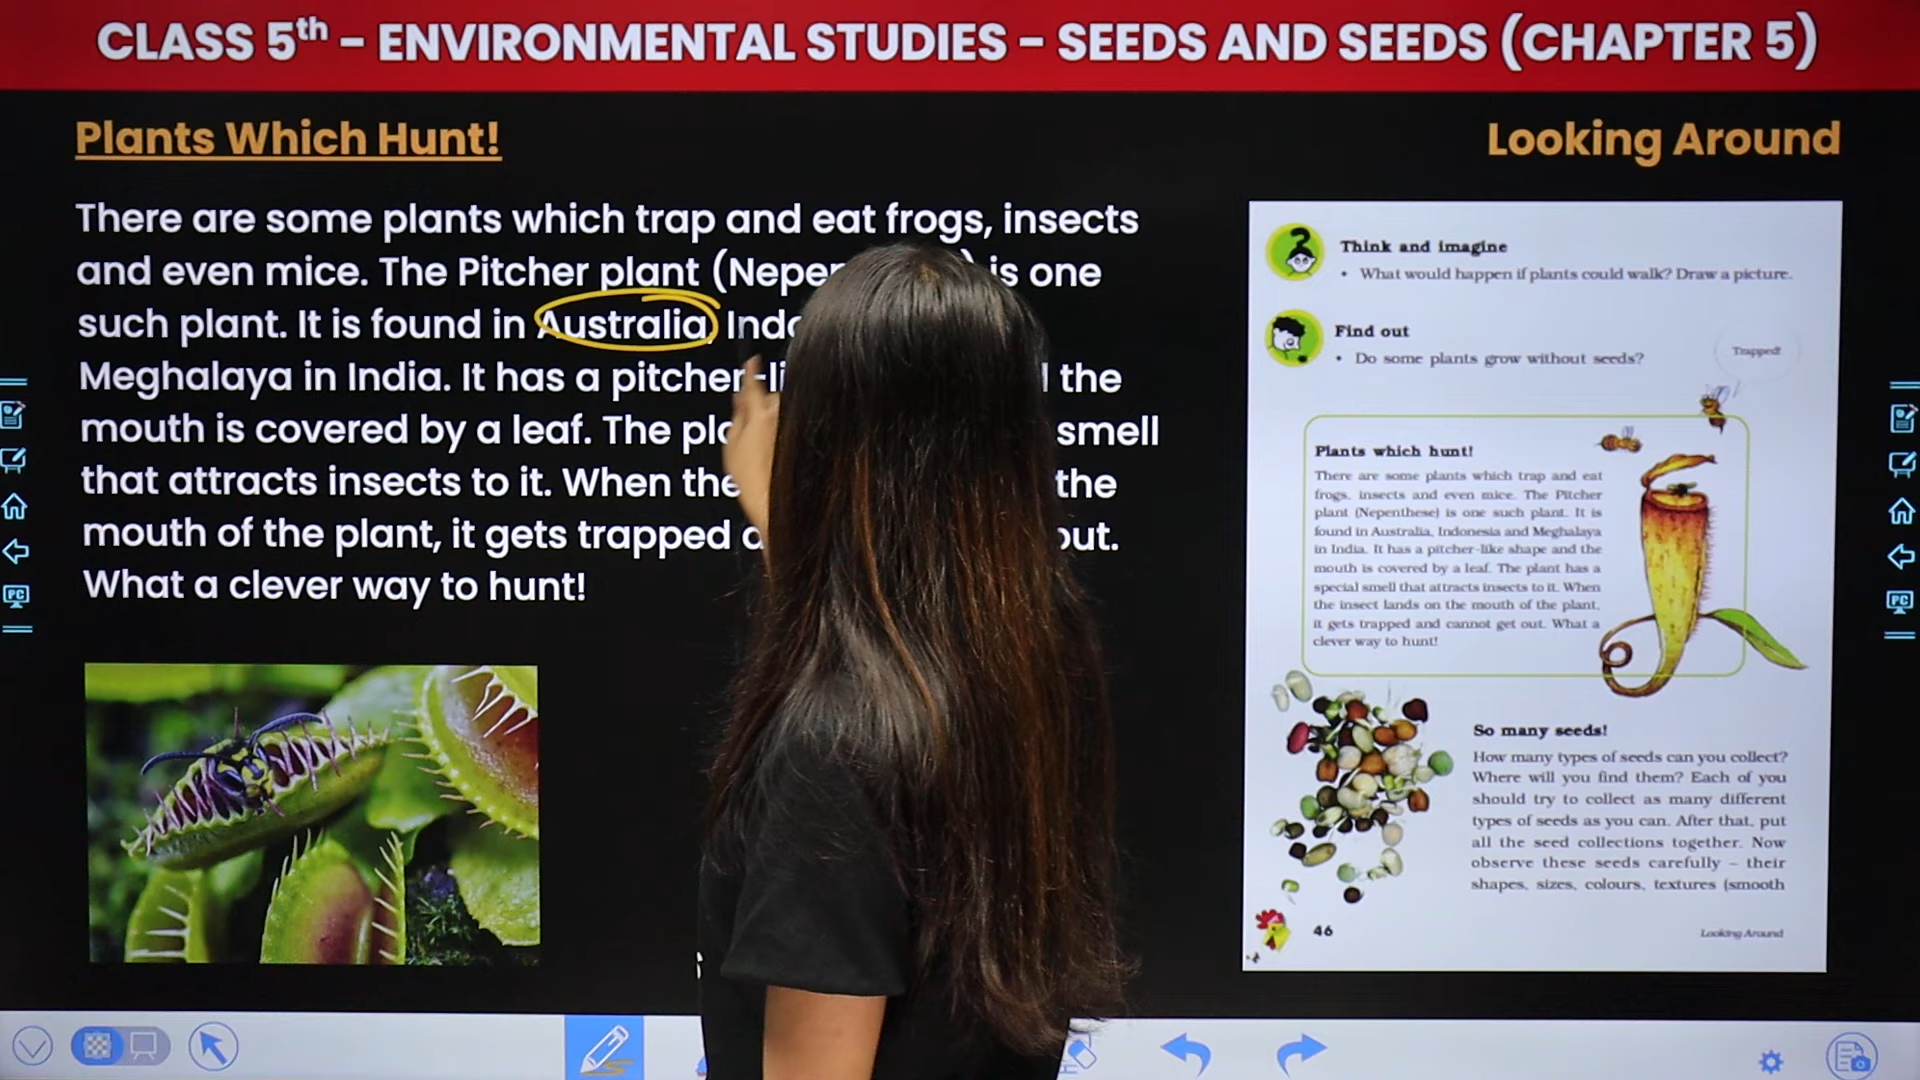 CLASS 5th - ENVIRONMENTAL STUDIES - SEEDS AND SEEDS (CHAPTER 5)
Plants Which Hunt!
Looking Around
There are some plants which trap and eat frogs, insects
and even mice. The Pitcher plant ( is one
such plant. It is found in Australia,
Meghalaya in India. It has a pitcher the
mouth is covered by a leaf. The smell
that attracts insects to it. When the the
mouth of the plant, it gets trapped out.
What a clever way to hunt!
Think and imagine
• What would happen if plants could walk? Draw a picture.
Find out
• Do some plants grow without seeds?
Trapped!
Plants which hunt!
There are some plants which trap and eat
frogs, insects and even mice. The Pitcher
plant (Nepenthese) is one such plant. It is
found in Australia, Indonesia and Meghalaya
in India. It has a pitcher-like shape and the
mouth is covered by a leaf. The plant has a
special smell that attracts insects to it. When
the insect lands on the mouth of the plant,
it gets trapped and cannot get out. What a
clever way to hunt!
So many seeds!
How many types of seeds can you collect?
Where will you find them? Each of you
should try to collect as many different
types of seeds as you can. After that, put
all the seed collections together. Now
observe these seeds carefully – their
shapes, sizes, colours, textures (smooth
46
Looking Around
PC
PC